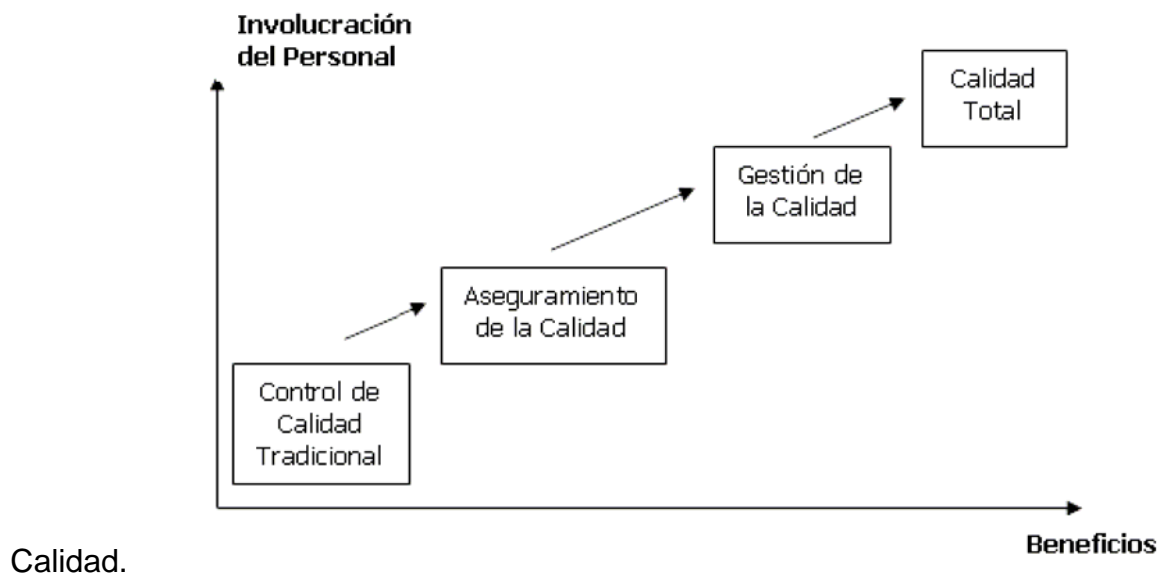 Involucración
del Personal
Calidad
Total
Gestión de
la Calidad
Aseguramiento
de la Calidad
Control de
Calidad
Tradicional
Beneficios
Calidad.